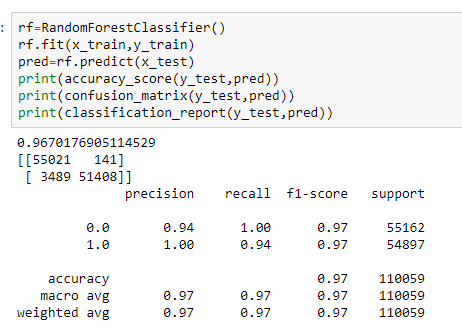 :
rf=RandomForestClassifier()
rf.fit(x_train,y_train)
pred=rf.predict(x_test)
print(accuracy_score(y_test,pred))
print(confusion_matrix(y_test,pred))
print(classification_report(y_test,pred))
0.9670176905114529
[[55021   141]
 [ 3489 51408]]
              precision    recall  f1-score   support

         0.0       0.94      1.00      0.97     55162
         1.0       1.00      0.94      0.97     54897

    accuracy                           0.97    110059
   macro avg       0.97      0.97      0.97    110059
weighted avg       0.97      0.97      0.97    110059